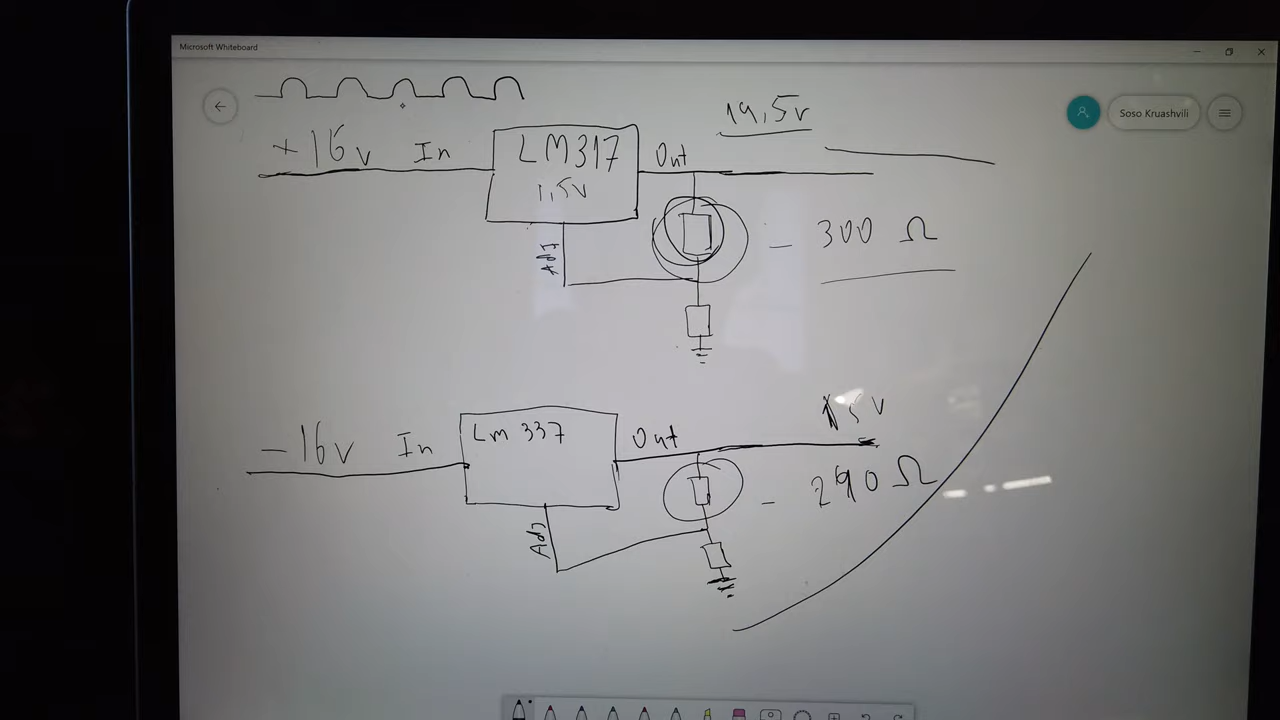 Microsoft Whiteboard
Soso Kruashvili
+16v In LM317 Out 14,5v
1,5v
Adj
- 300 Ω
-16v In Lm 337 Out 15v
Adj
- 290 Ω